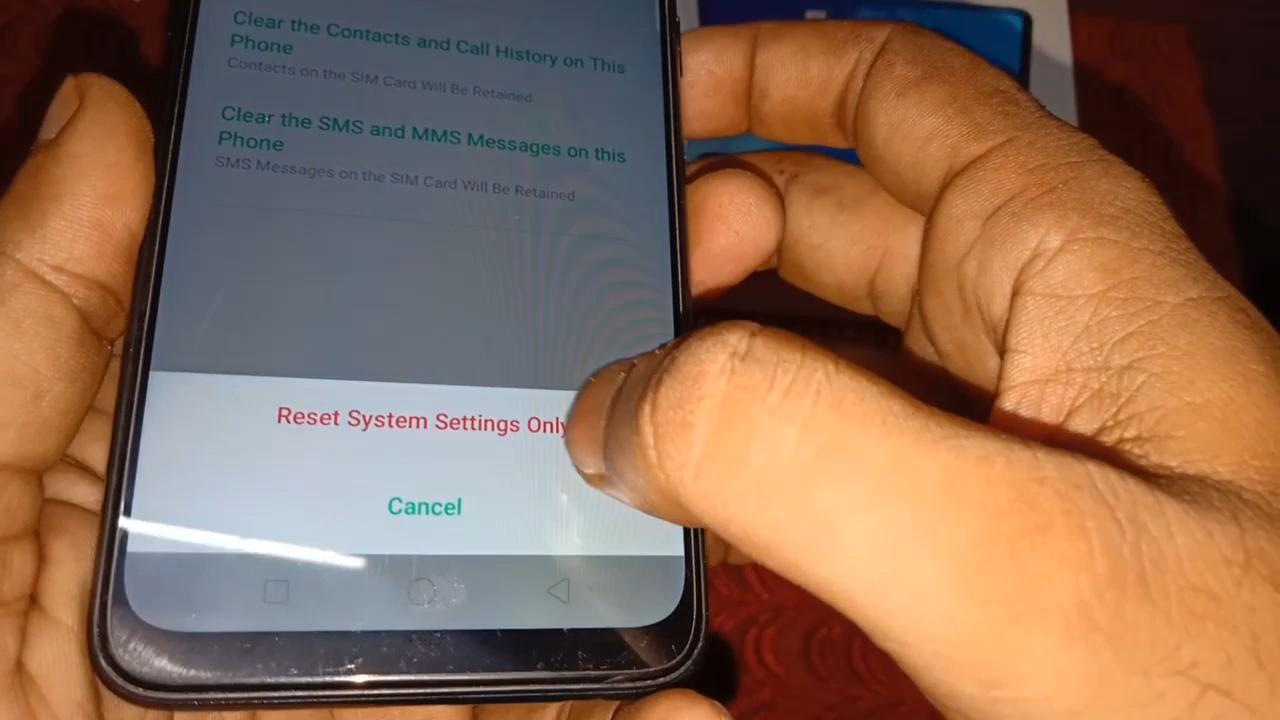 Clear the Contacts and Call History on This
Phone
Contacts on the SIM Card Will Be Retained
Clear the SMS and MMS Messages on this
Phone
SMS Messages on the SIM Card Will Be Retained
Reset System Settings Only
Cancel